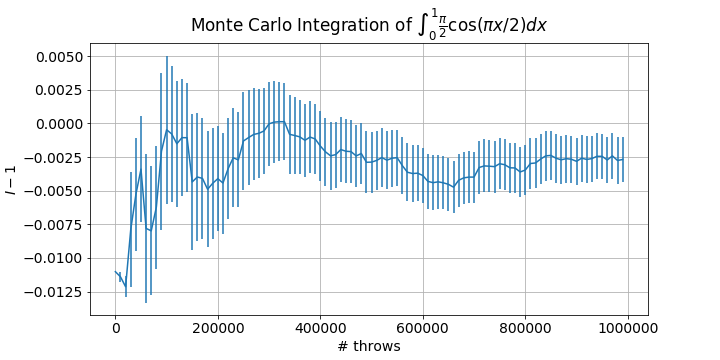 Monte Carlo Integration of ∫₀¹ π/2 cos(πx/2)dx
I − 1
0.0050
0.0025
0.0000
−0.0025
−0.0050
−0.0075
−0.0100
−0.0125
0 200000 400000 600000 800000 1000000
# throws